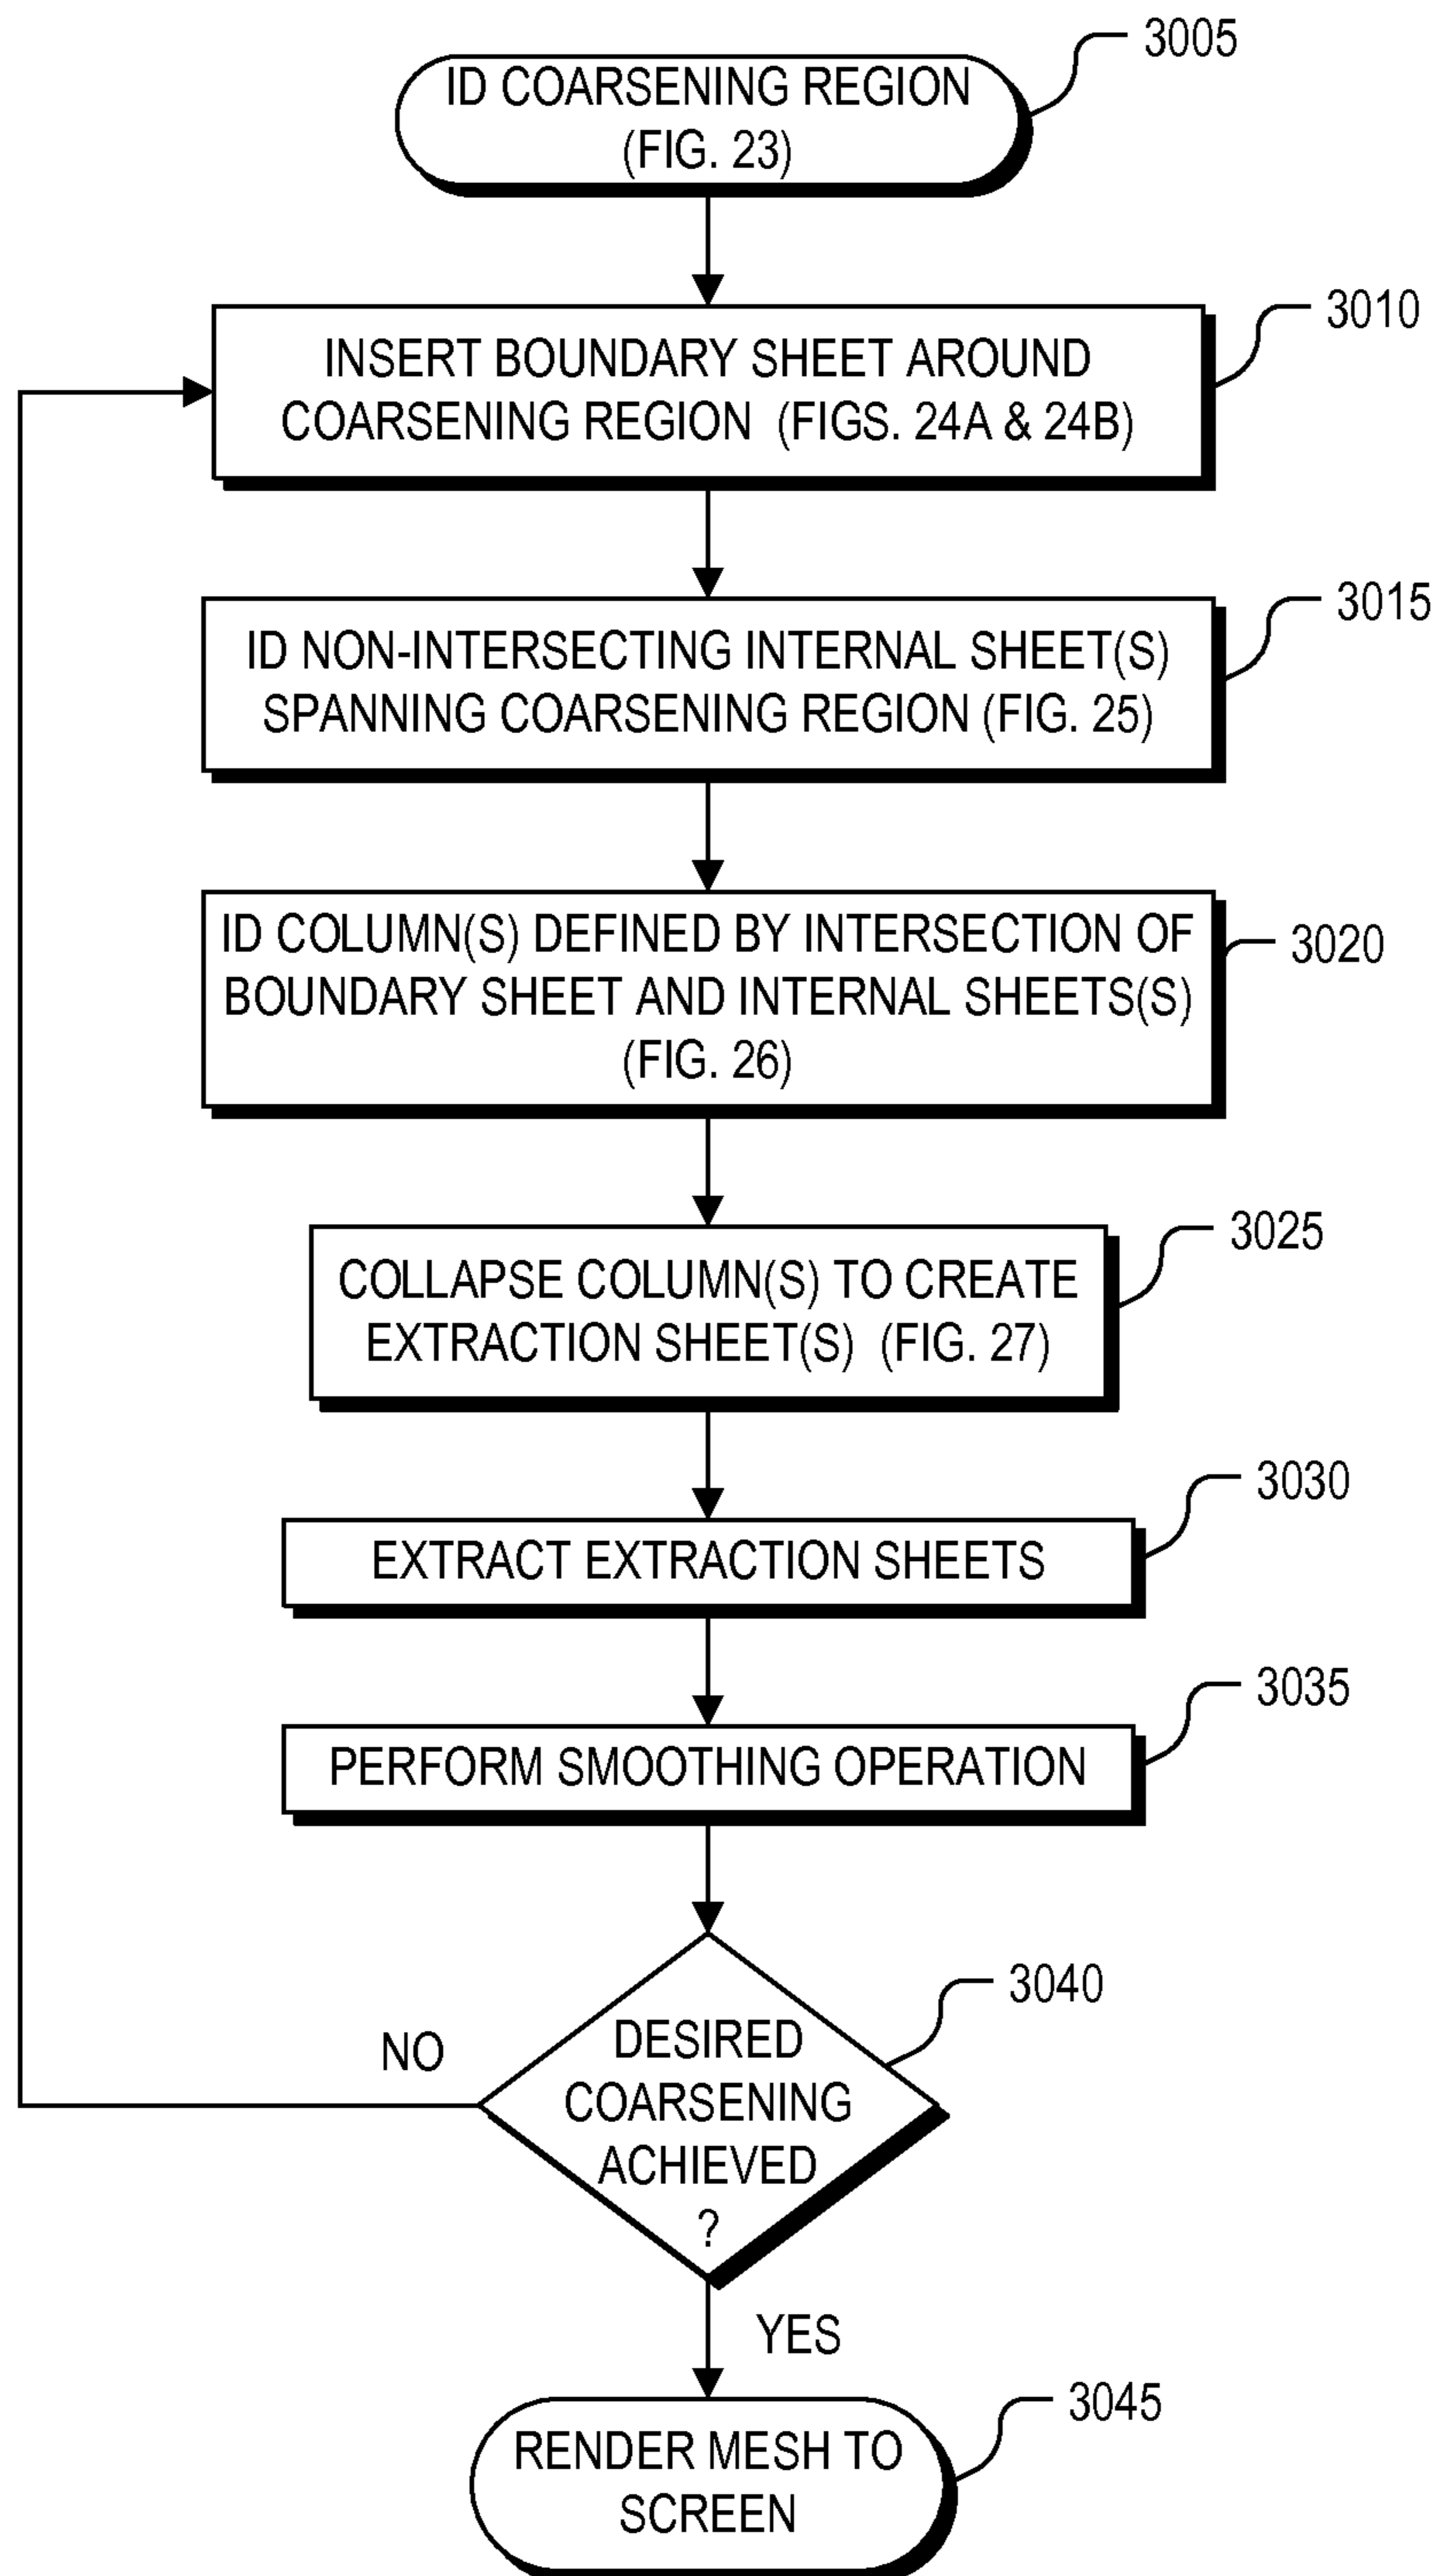 3005
ID COARSENING REGION
(FIG. 23)
3010
INSERT BOUNDARY SHEET AROUND
COARSENING REGION (FIGS. 24A & 24B)
3015
ID NON-INTERSECTING INTERNAL SHEET(S)
SPANNING COARSENING REGION (FIG. 25)
3020
ID COLUMN(S) DEFINED BY INTERSECTION OF
BOUNDARY SHEET AND INTERNAL SHEETS(S)
(FIG. 26)
3025
COLLAPSE COLUMN(S) TO CREATE
EXTRACTION SHEET(S) (FIG. 27)
3030
EXTRACT EXTRACTION SHEETS
3035
PERFORM SMOOTHING OPERATION
3040
NO
DESIRED
COARSENING
ACHIEVED
?
YES
3045
RENDER MESH TO
SCREEN